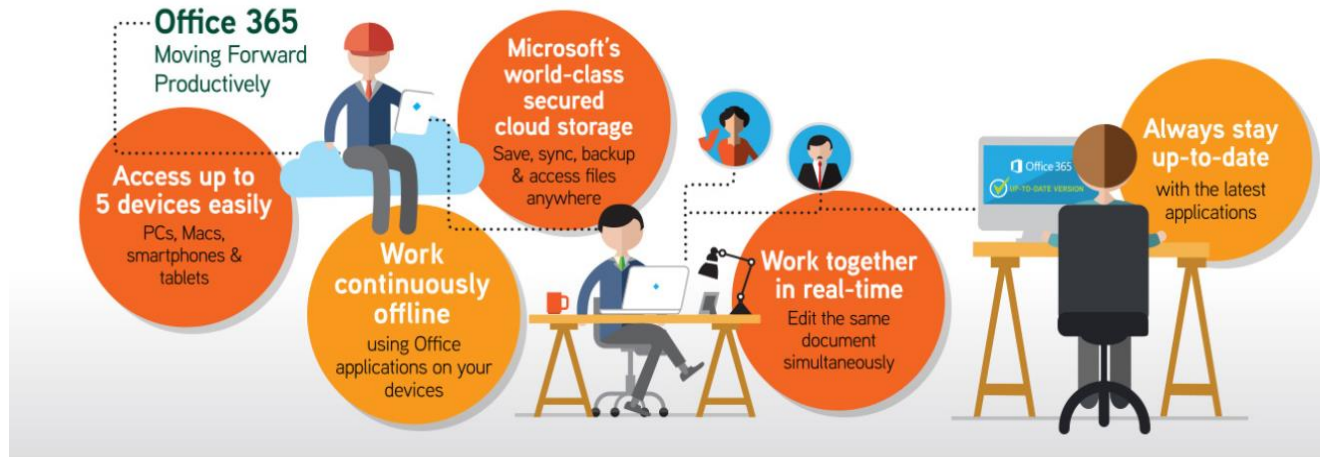 Office 365
Moving Forward
Productively
Access up to
5 devices easily
PCs, Macs,
smartphones &
tablets
Work
continuously
offline
using Office
applications on your
devices
Microsoft's
world-class
secured
cloud storage
Save, sync, backup
& access files
anywhere
Work together
in real-time
Edit the same
document
simultaneously
Office 365
UP-TO-DATE VERSION
Always stay
up-to-date
with the latest
applications